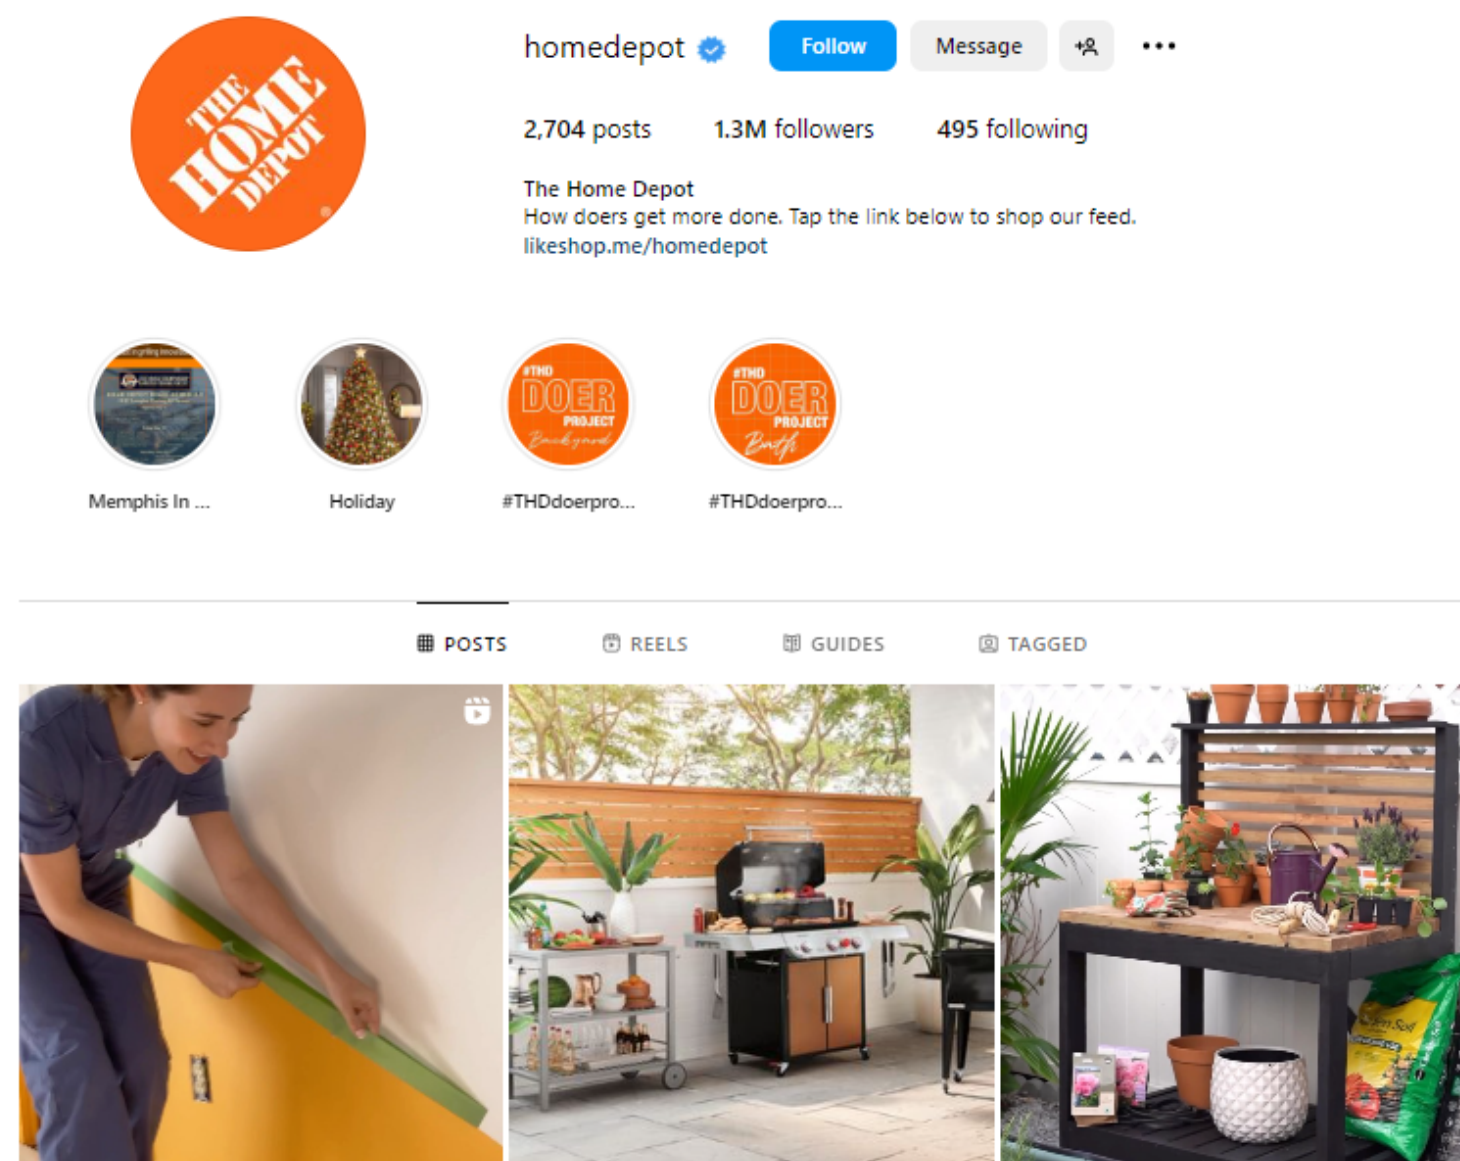 THE
HOME
DEPOT
®
homedepot
Follow
Message
2,704 posts 1.3M followers 495 following
The Home Depot
How doers get more done. Tap the link below to shop our feed.
likeshop.me/homedepot
#THD
DOER
PROJECT
Backyard
#THD
DOER
PROJECT
Bath
Memphis In ...
Holiday
#THDdoerpro...
#THDdoerpro...
POSTS
REELS
GUIDES
TAGGED